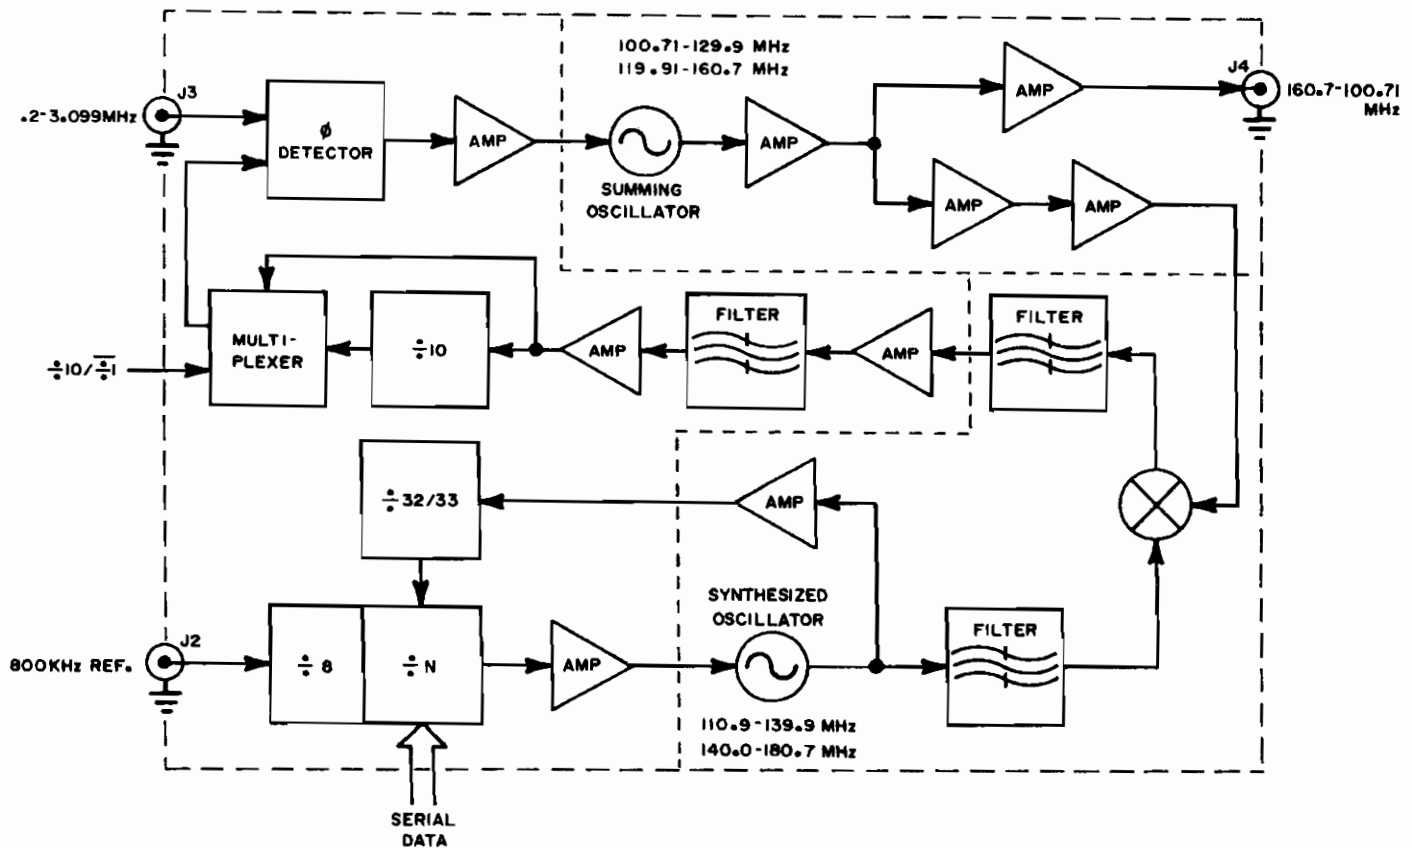 100.71-129.9 MHz
119.91-160.7 MHz
J3
.2-3.099MHz
Ø
DETECTOR
AMP
SUMMING
OSCILLATOR
AMP
AMP
J4
160.7-100.71
MHz
AMP
AMP
MULTI-
PLEXER
÷10/÷1̅
÷10
AMP
FILTER
AMP
FILTER
÷32/33
AMP
J2
800KHz REF.
÷8
÷N
AMP
SYNTHESIZED
OSCILLATOR
110.9-139.9 MHz
140.0-180.7 MHz
FILTER
SERIAL
DATA